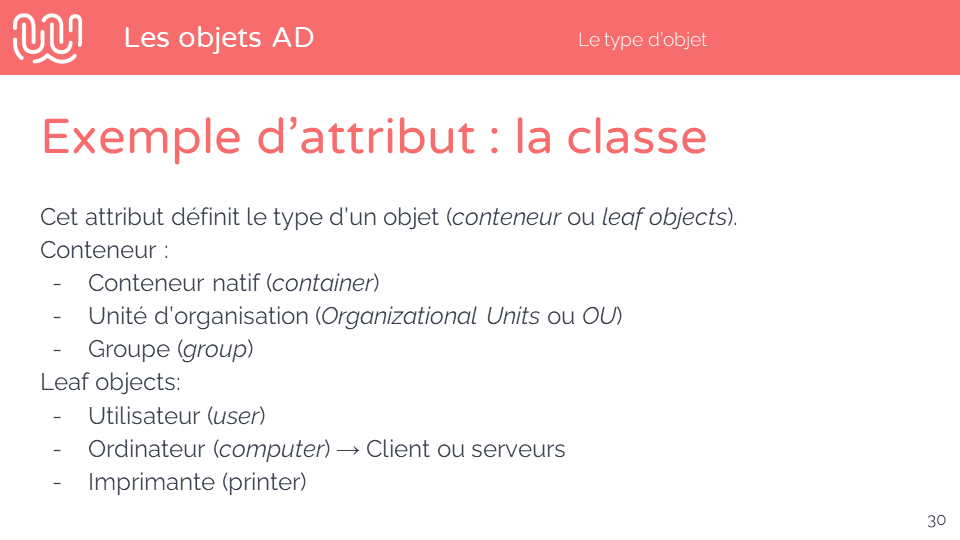 Les objets AD
Le type d'objet
Exemple d'attribut : la classe
Cet attribut définit le type d'un objet (conteneur ou leaf objects).
Conteneur :
- Conteneur natif (container)
- Unité d'organisation (Organizational Units ou OU)
- Groupe (group)
Leaf objects:
- Utilisateur (user)
- Ordinateur (computer) → Client ou serveurs
- Imprimante (printer)
30